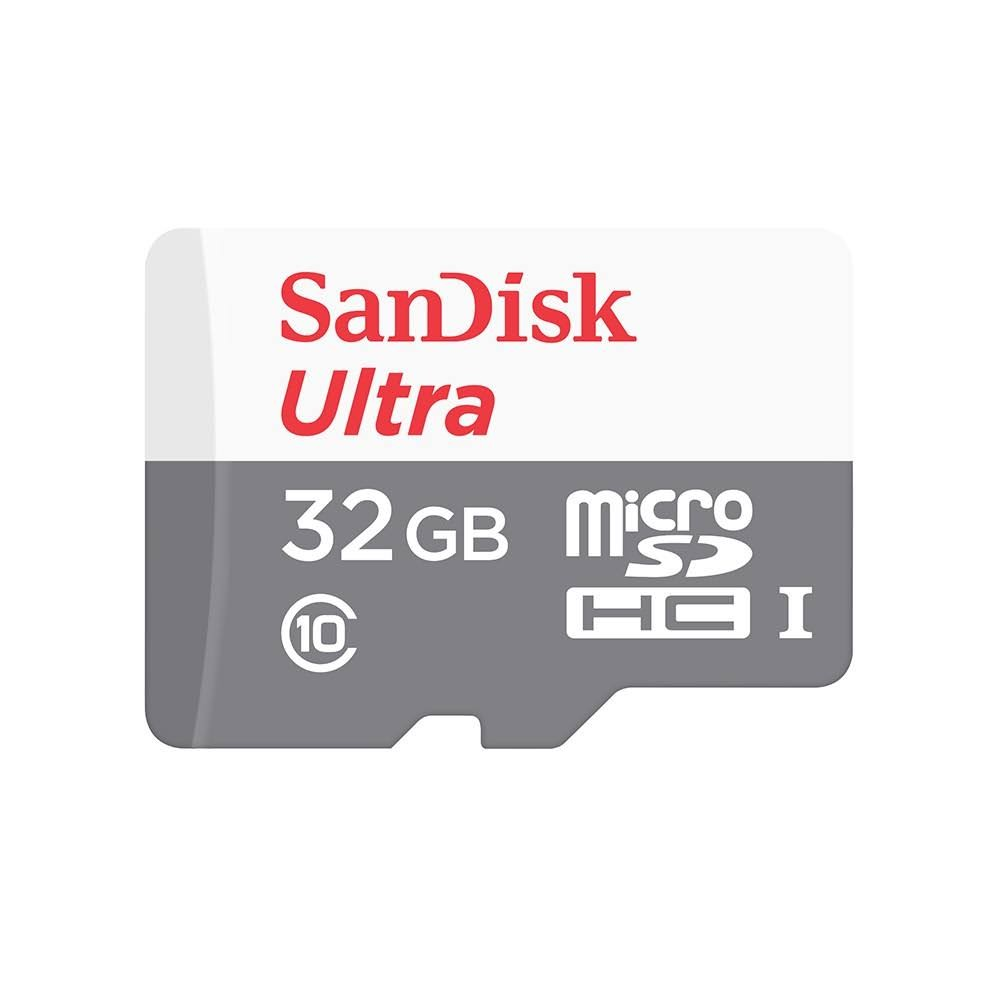 SanDisk
Ultra
32GB
micro
SD
HC I
10